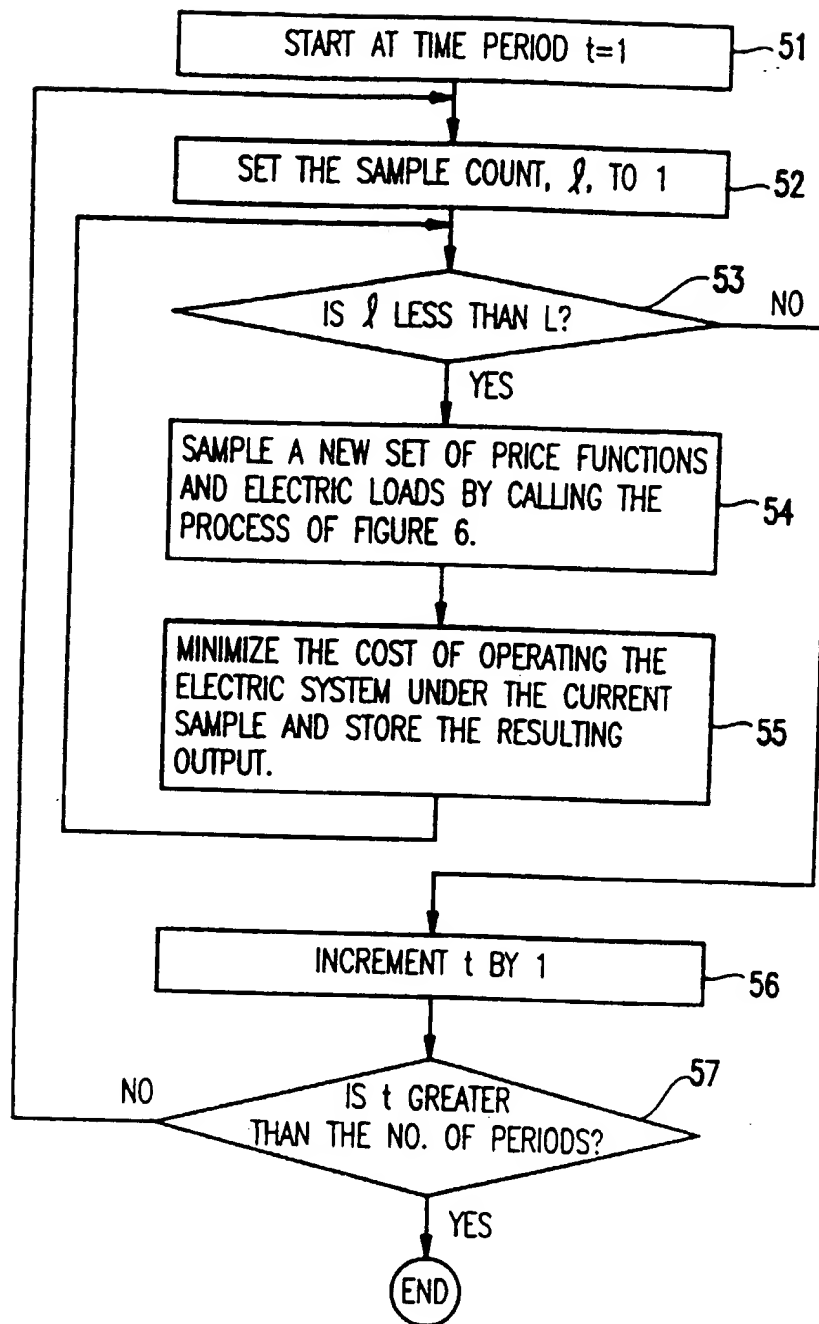 START AT TIME PERIOD t=1
51
SET THE SAMPLE COUNT, ℓ, TO 1
52
53
IS ℓ LESS THAN L?
NO
YES
SAMPLE A NEW SET OF PRICE FUNCTIONS
AND ELECTRIC LOADS BY CALLING THE
PROCESS OF FIGURE 6.
54
MINIMIZE THE COST OF OPERATING THE
ELECTRIC SYSTEM UNDER THE CURRENT
SAMPLE AND STORE THE RESULTING
OUTPUT.
55
INCREMENT t BY 1
56
57
NO
IS t GREATER
THAN THE NO. OF PERIODS?
YES
END